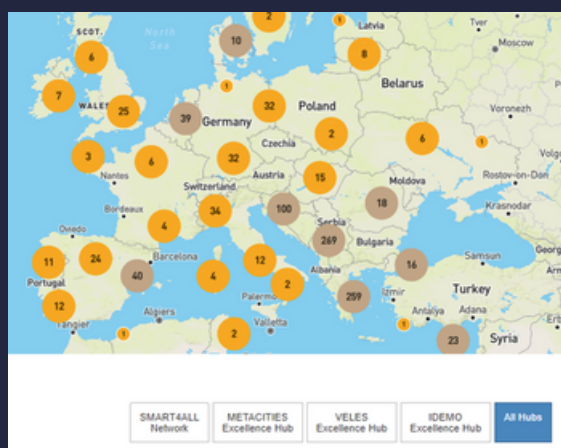 SCOT.
North
Sea
2
1
Latvia
Tver
Moscow
6
10
8
7
WALES
25
39
1
32
Poland
Belarus
Voronezh
Germany
3
6
32
Czechia
2
6
1
Nantes
Austria
15
Moldova
Rostov-on-Don
Switzerland
100
18
Krasnodar
Bordeaux
34
Serbia
Oviedo
4
269
Bulgaria
11
24
Barcelona
12
Albania
16
Samsun
Portugal
40
4
2
259
Izmir
Turkey
12
Palermo
Antalya
Adana
Tangier
1
Algiers
2
Valletta
1
23
Syria
SMART4ALL
Network
METACITIES
Excellence Hub
VELES
Excellence Hub
IDEMO
Excellence Hub
All Hubs